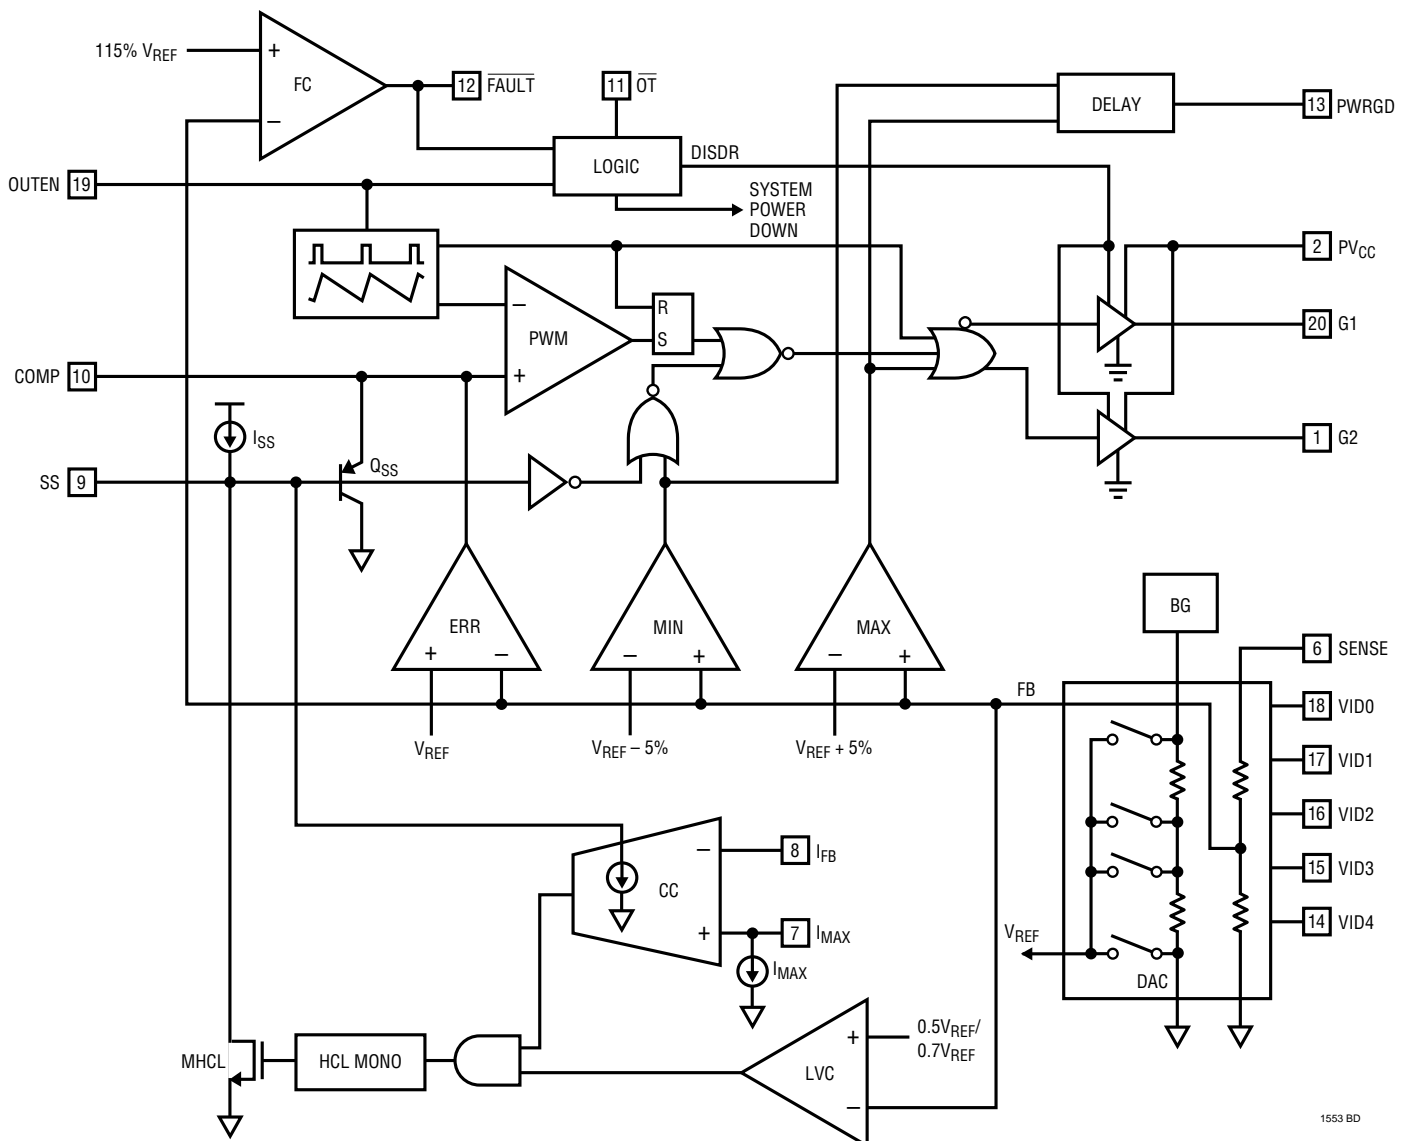 115% VREF
+
FC
−
12 FAULT
11 OT
DELAY
13 PWRGD
LOGIC
DISDR
OUTEN 19
SYSTEM
POWER
DOWN
2 PVCC
−
PWM
+
R
S
20 G1
COMP 10
ISS
1 G2
SS 9
QSS
BG
ERR
+ −
MIN
− +
MAX
− +
6 SENSE
FB
18 VID0
VREF
VREF – 5%
VREF + 5%
17 VID1
16 VID2
−
8 IFB
CC
15 VID3
+
7 IMAX
14 VID4
VREF
IMAX
DAC
MHCL
HCL MONO
+
0.5VREF/
0.7VREF
LVC
−
1553 BD